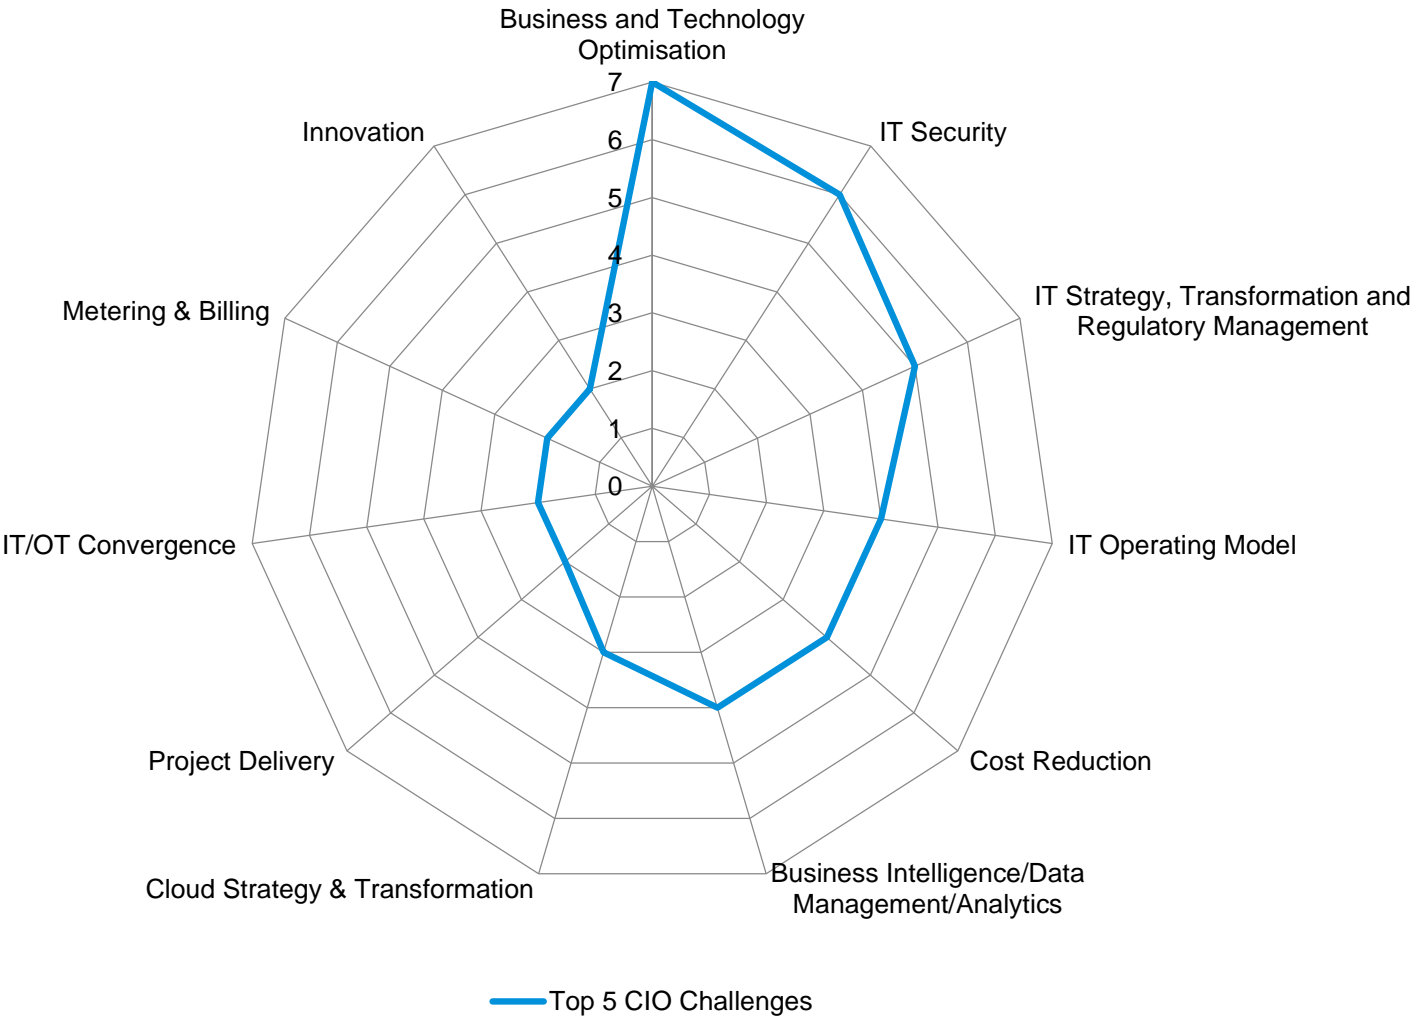 Business and Technology
Optimisation
7
Innovation
6
IT Security
5
4
IT Strategy, Transformation and
Regulatory Management
Metering & Billing
3
2
1
0
IT/OT Convergence
IT Operating Model
Project Delivery
Cost Reduction
Cloud Strategy & Transformation
Business Intelligence/Data
Management/Analytics
Top 5 CIO Challenges